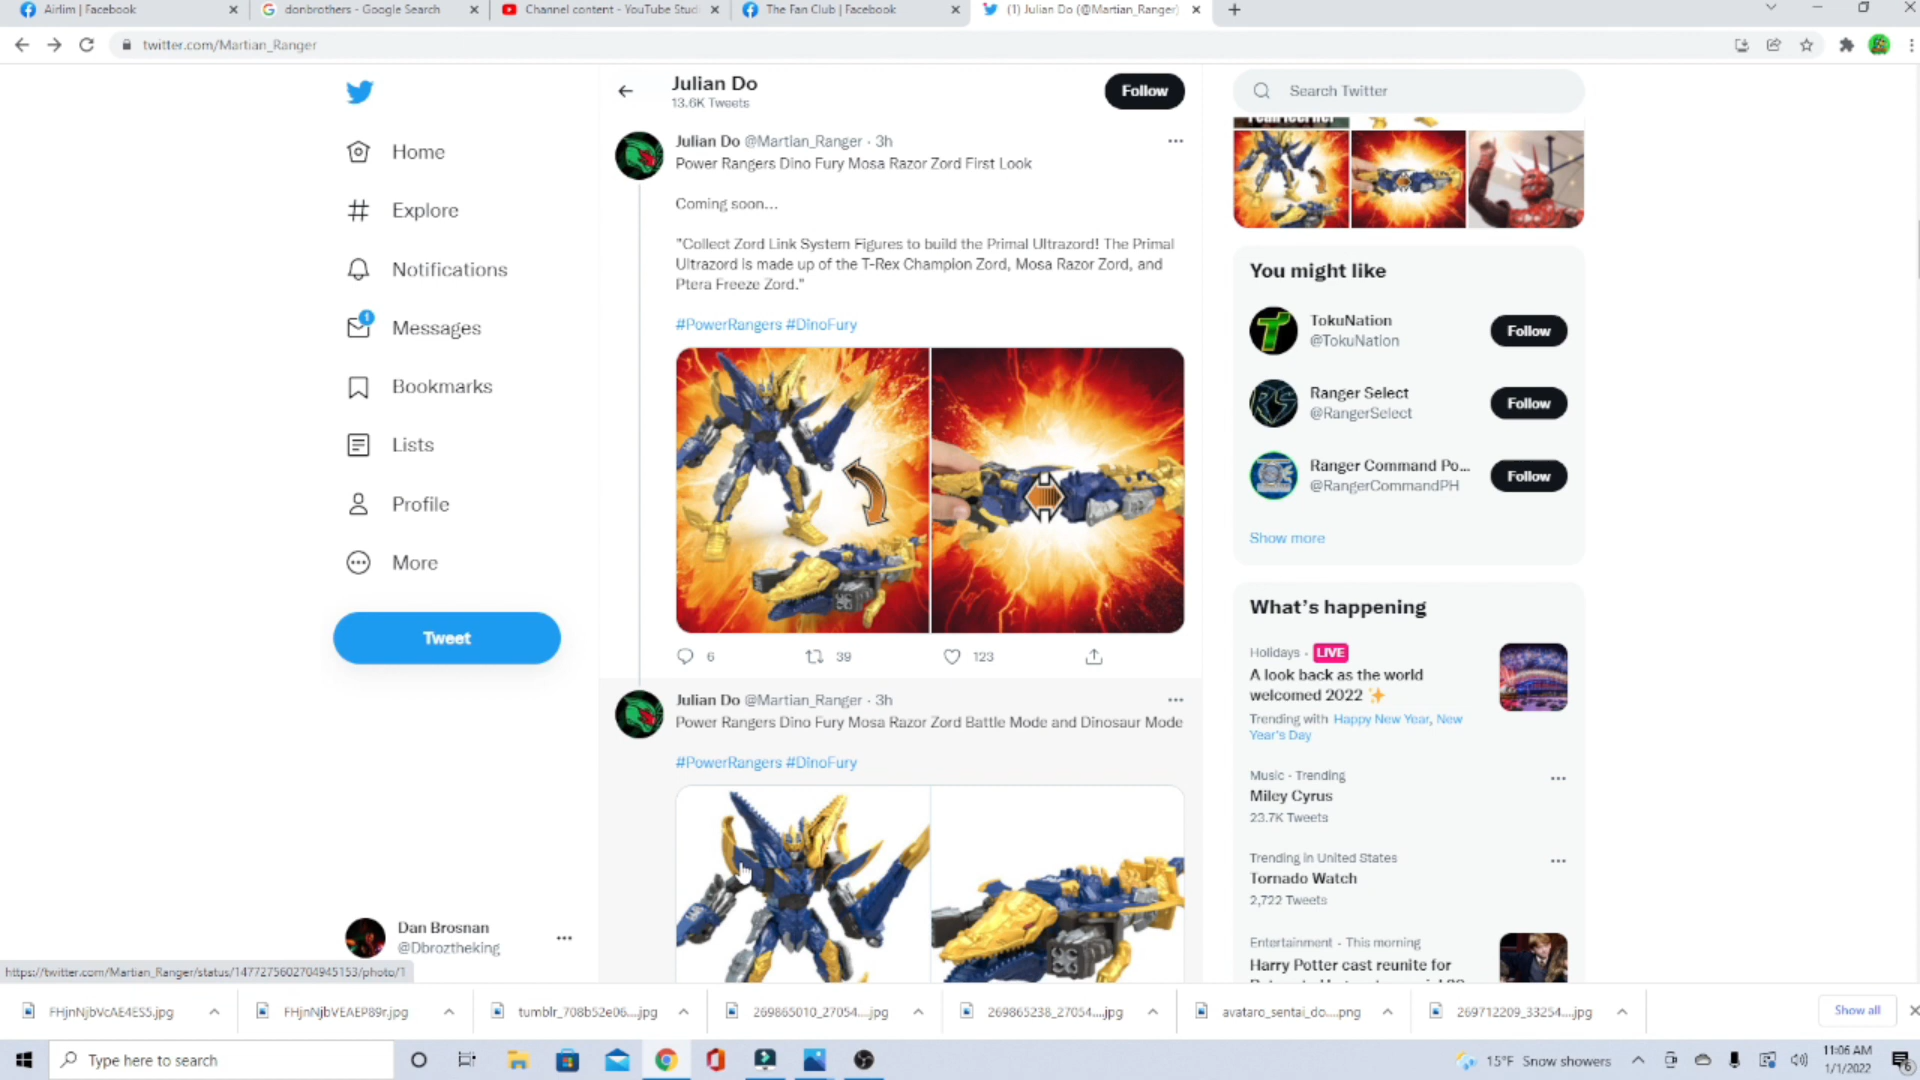 Airlim | Facebook
donbrothers - Google Search
Channel content - YouTube Stud
The Fan Club | Facebook
(1) Julian Do (@Martian_Ranger)
twitter.com/Martian_Ranger
Home
Explore
Notifications
1
Messages
Bookmarks
Lists
Profile
More
Tweet
Dan Brosnan
@Dbroztheking
Julian Do
13.6K Tweets
Follow
Julian Do @Martian_Ranger · 3h
Power Rangers Dino Fury Mosa Razor Zord First Look
Coming soon...
"Collect Zord Link System Figures to build the Primal Ultrazord! The Primal
Ultrazord is made up of the T-Rex Champion Zord, Mosa Razor Zord, and
Ptera Freeze Zord."
#PowerRangers #DinoFury
6
39
123
Julian Do @Martian_Ranger · 3h
Power Rangers Dino Fury Mosa Razor Zord Battle Mode and Dinosaur Mode
#PowerRangers #DinoFury
Search Twitter
You might like
TokuNation
@TokuNation
Follow
Ranger Select
@RangerSelect
Follow
Ranger Command Po...
@RangerCommandPH
Follow
Show more
What's happening
Holidays · LIVE
A look back as the world
welcomed 2022 ✨
Trending with Happy New Year, New
Year's Day
Music · Trending
Miley Cyrus
23.7K Tweets
Trending in United States
Tornado Watch
2,722 Tweets
Entertainment · This morning
Harry Potter cast reunite for
https://twitter.com/Martian_Ranger/status/1477275602704945153/photo/1
FHjnNjbVcAE4ES5.jpg
FHjnNjbVEAEP89r.jpg
tumblr_708b52e06....jpg
269865010_27054....jpg
269865238_27054....jpg
avataro_sentai_do....png
269712209_33254....jpg
Show all
Type here to search
15°F Snow showers
11:06 AM
1/1/2022
6